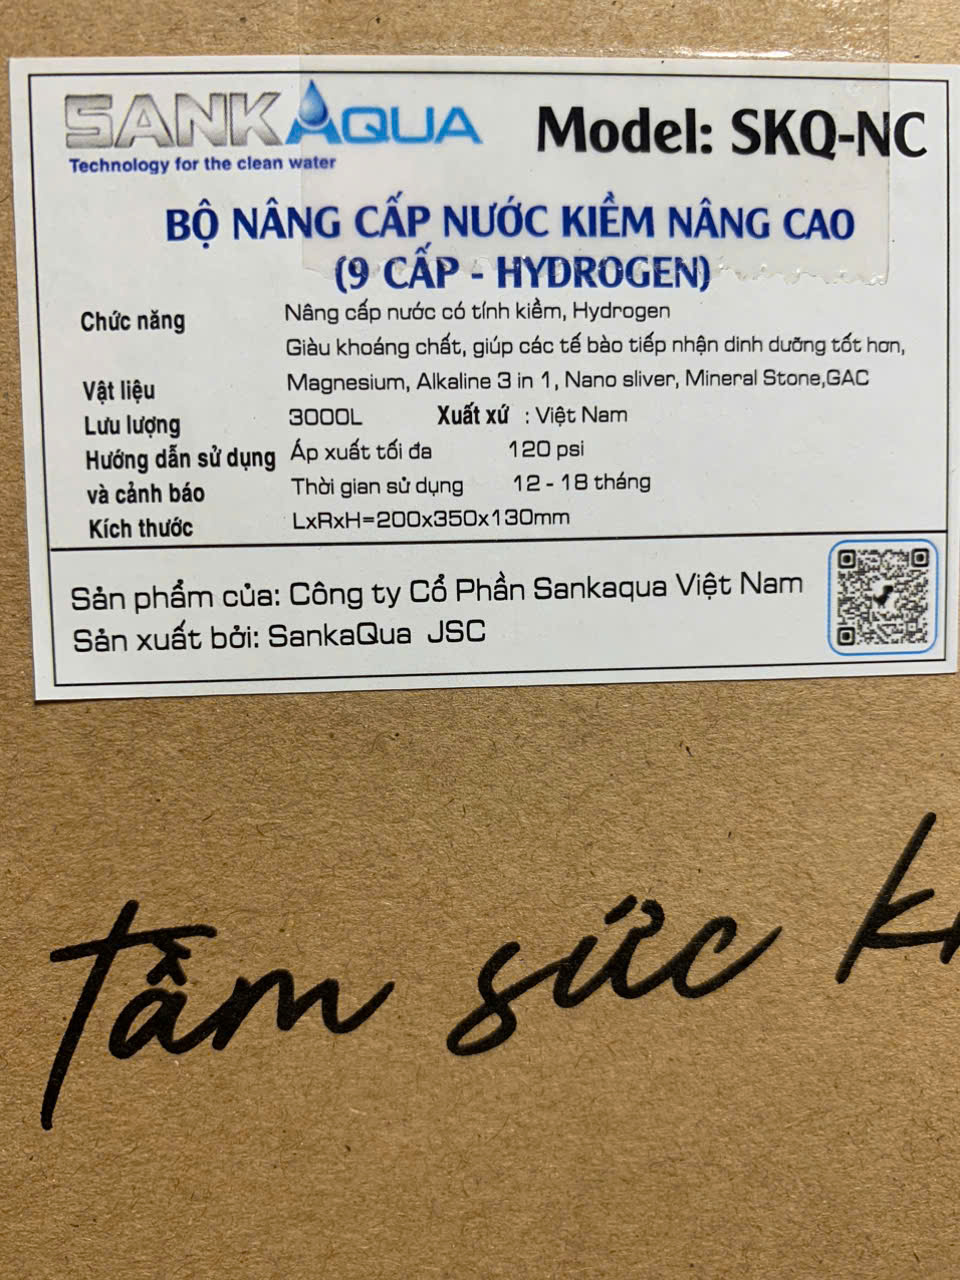 SANKAQUA
Technology for the clean water
Model: SKQ-NC
BỘ NÂNG CẤP NƯỚC KIỀM NÂNG CAO
(9 CẤP - HYDROGEN)
Chức năng Nâng cấp nước có tính kiềm, Hydrogen
Giàu khoáng chất, giúp các tế bào tiếp nhận dinh dưỡng tốt hơn,
Vật liệu Magnesium, Alkaline 3 in 1, Nano sliver, Mineral Stone,GAC
Lưu lượng 3000L Xuất xứ : Việt Nam
Hướng dẫn sử dụng Áp xuất tối đa 120 psi
và cảnh báo Thời gian sử dụng 12 - 18 tháng
Kích thước LxRxH=200x350x130mm
Sản phẩm của: Công ty Cổ Phần Sankaqua Việt Nam
Sản xuất bởi: SankaQua JSC
tầm sức